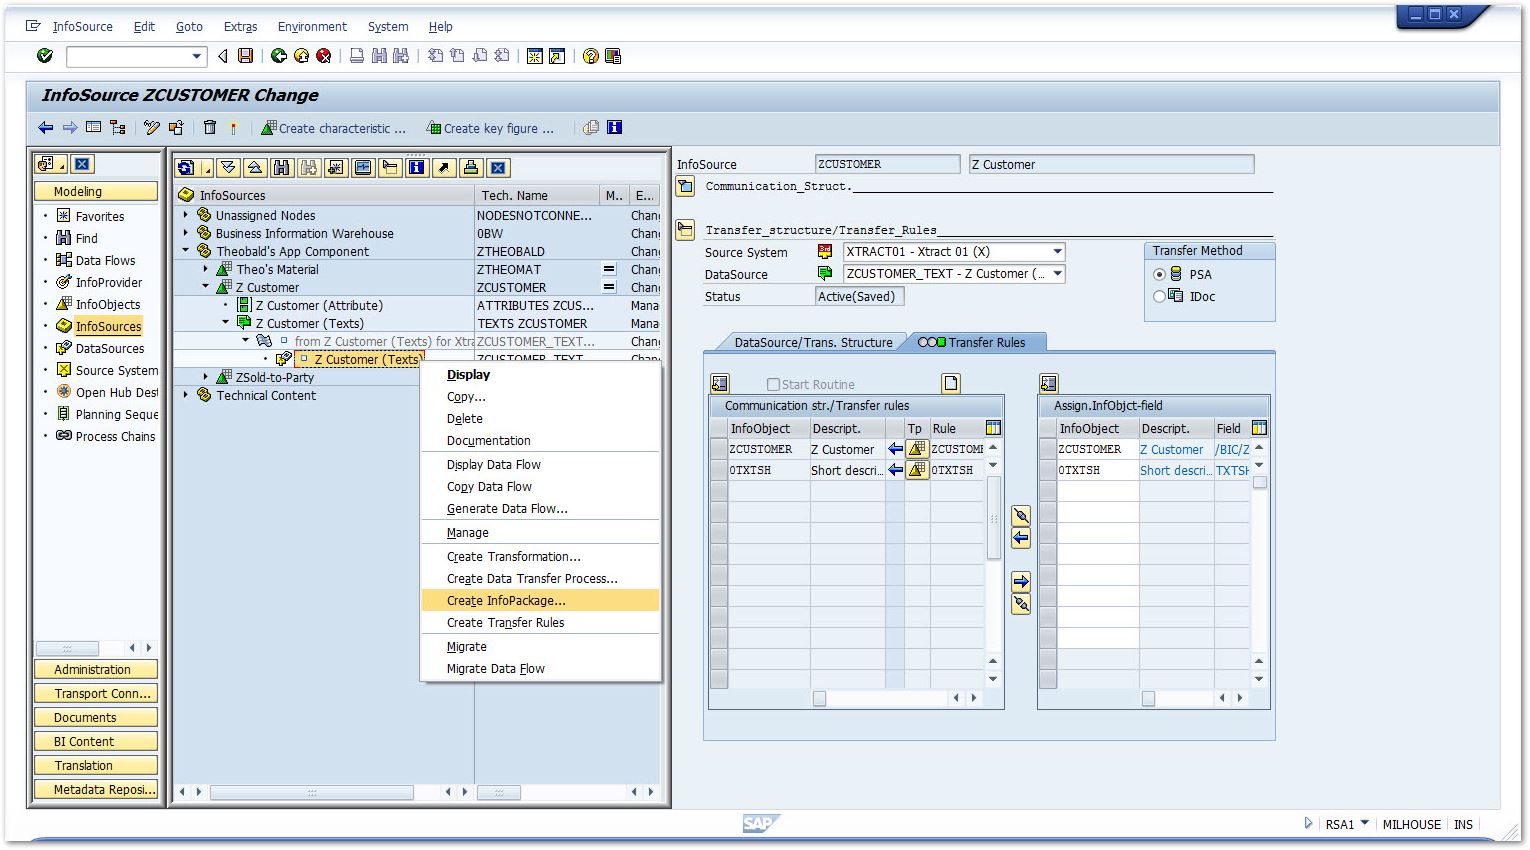 InfoSource Edit Goto Extras Environment System Help
InfoSource ZCUSTOMER Change
Create characteristic ... Create key figure ...
Modeling
Favorites
Find
Data Flows
InfoProvider
InfoObjects
InfoSources
DataSources
Source System
Open Hub Dest
Planning Seque
Process Chains
Administration
Transport Conn...
Documents
BI Content
Translation
Metadata Reposi...
InfoSources Tech. Name M.. E...
Unassigned Nodes NODESNOTCONNE... Chang
Business Information Warehouse 0BW Chang
Theobald's App Component ZTHEOBALD Chang
Theo's Material ZTHEOMAT Chang
Z Customer ZCUSTOMER Chang
Z Customer (Attribute) ATTRIBUTES ZCUS... Mana
Z Customer (Texts) TEXTS ZCUSTOMER Mana
from Z Customer (Texts) for Xtra ZCUSTOMER_TEXT... Chang
Z Customer (Texts) ZCUSTOMER_TEXT Chang
ZSold-to-Party
Technical Content
Display
Copy...
Delete
Documentation
Display Data Flow
Copy Data Flow
Generate Data Flow...
Manage
Create Transformation...
Create Data Transfer Process...
Create InfoPackage...
Create Transfer Rules
Migrate
Migrate Data Flow
InfoSource ZCUSTOMER Z Customer
Communication_Struct.
Transfer_structure/Transfer_Rules
Source System 3rd XTRACT01 - Xtract 01 (X)
DataSource ZCUSTOMER_TEXT - Z Customer (...
Status Active(Saved)
Transfer Method
PSA
IDoc
DataSource/Trans. Structure Transfer Rules
Start Routine
Communication str./Transfer rules
InfoObject Descript. Tp Rule
ZCUSTOMER Z Customer ZCUSTOME
0TXTSH Short descri... 0TXTSH
Assign.InfObjct-field
InfoObject Descript. Field
ZCUSTOMER Z Customer /BIC/Z
0TXTSH Short descri... TXTSH
SAP
RSA1 MILHOUSE INS